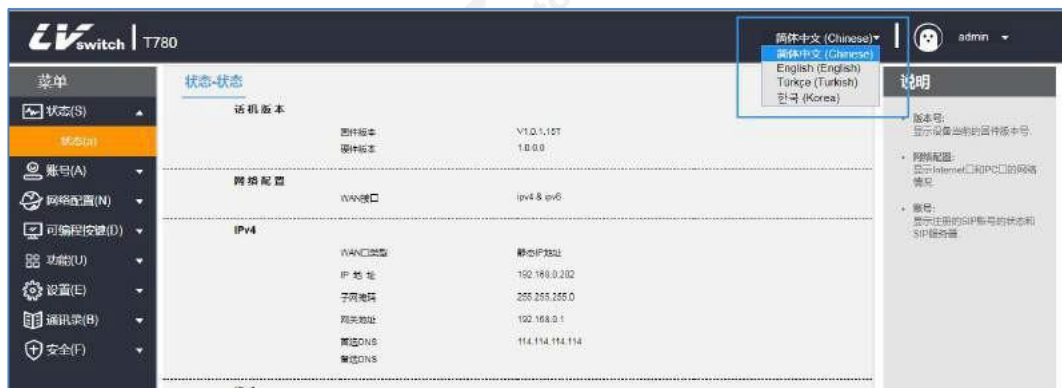 LVswitch | T780
简体中文 (Chinese)
admin
简体中文 (Chinese)
English (English)
Türkçe (Turkish)
한국 (Korea)
菜单
状态(S)
状态(a)
账号(A)
网络配置(N)
可编程按键(D)
功能(U)
设置(E)
通讯录(B)
安全(F)
状态-状态
话机版本
固件版本 V1.0.1.15T
硬件版本 1.0.0.0
网络配置
WAN接口 ipv4 & ipv6
IPv4
WAN口类型 静态IP地址
IP 地 址 192.168.0.202
子网掩码 255.255.255.0
网关地址 192.168.0.1
首选DNS 114.114.114.114
备选DNS
说明
版本号:
显示设备当前的固件版本号.
网络配置:
显示Internet口和PC口的网络
情况
账号:
显示注册的SIP账号的状态和
SIP服务器.